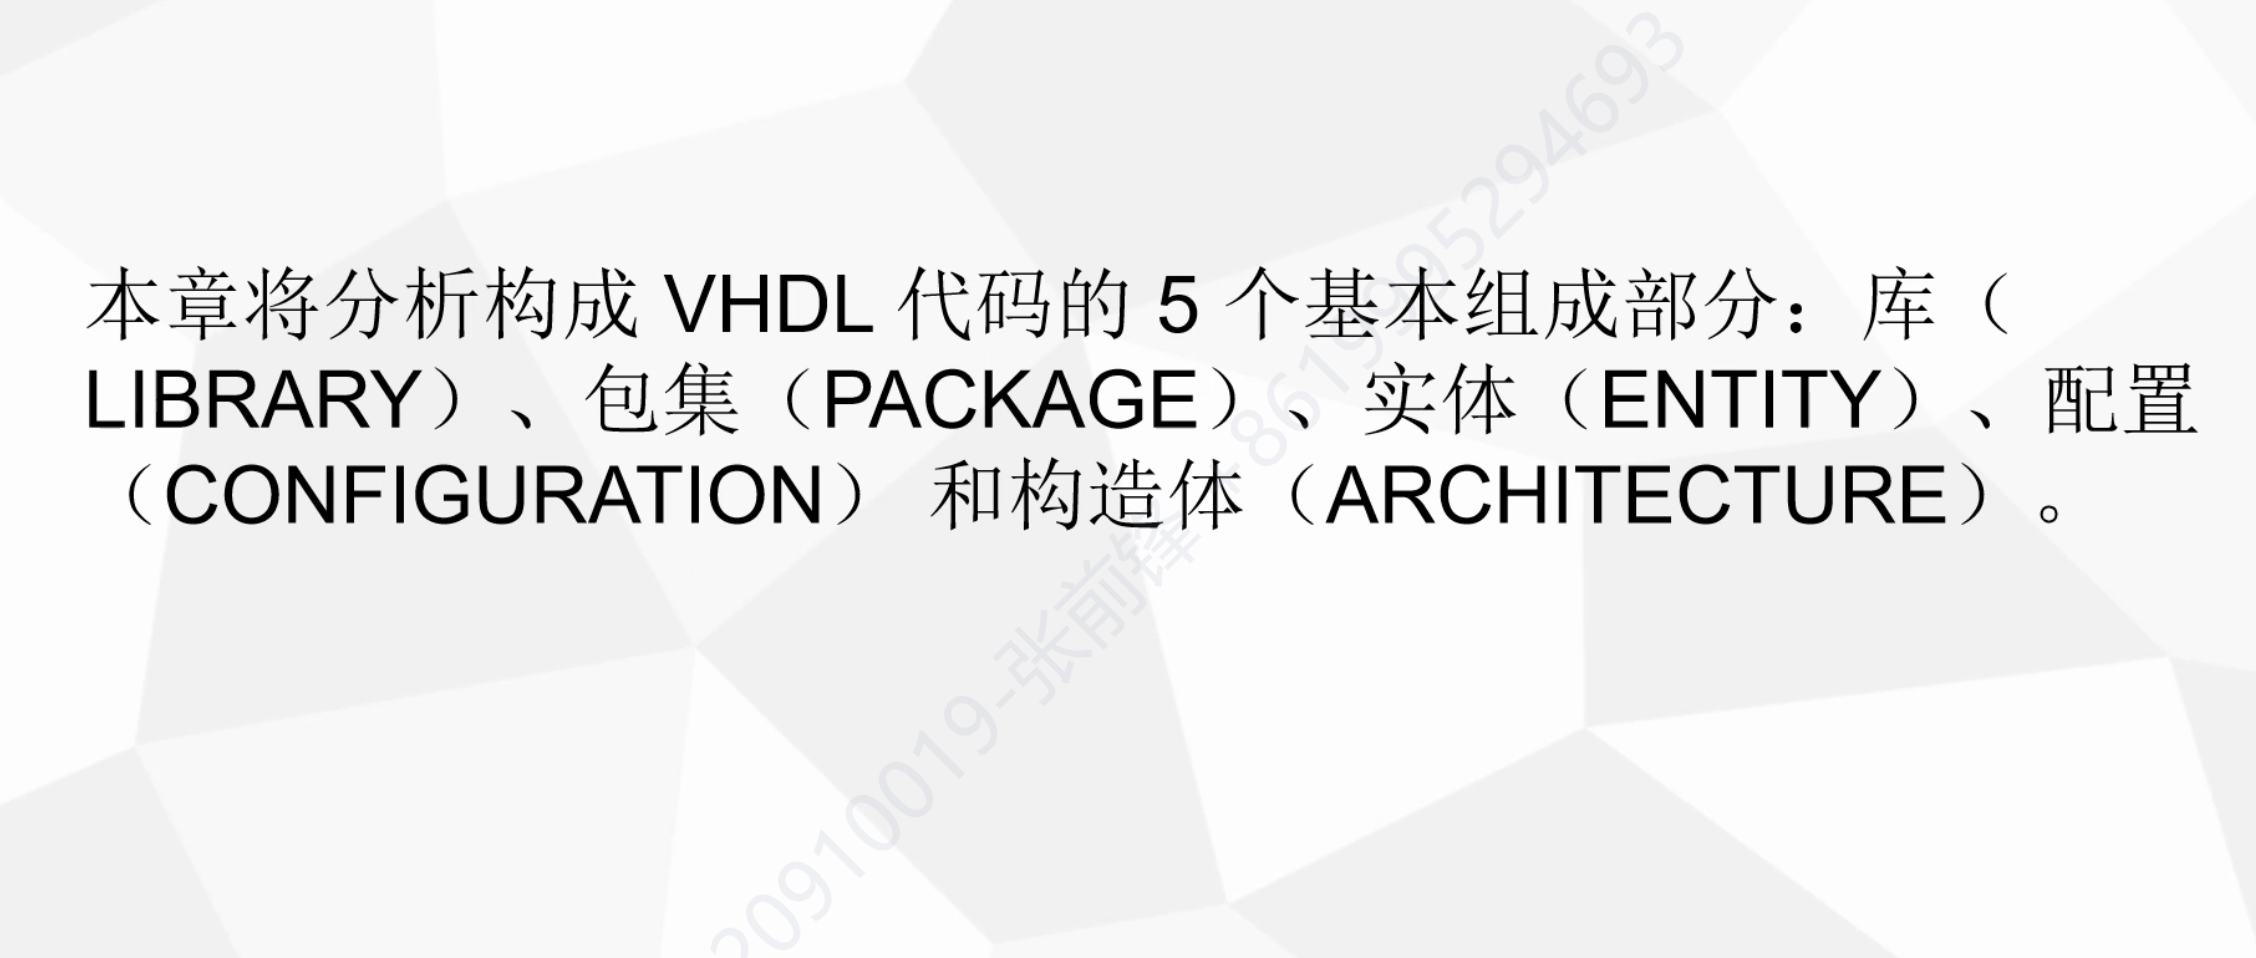 本章将分析构成 VHDL 代码的 5 个基本组成部分：库（
LIBRARY）、包集（PACKAGE）、实体（ENTITY）、配置
（CONFIGURATION） 和构造体（ARCHITECTURE）。
209100019-张前锋+8619995294693